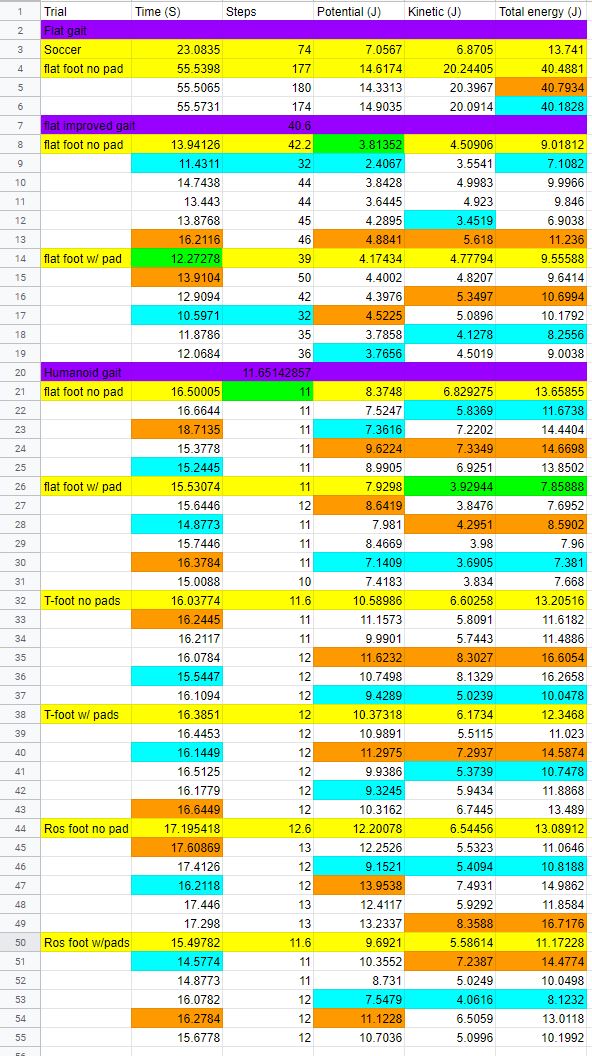 1 Trial Time (S) Steps Potential (J) Kinetic (J) Total energy (J)
2 Flat gait
3 Soccer 23.0835 74 7.0567 6.8705 13.741
4 flat foot no pad 55.5398 177 14.6174 20.24405 40.4881
5 55.5065 180 14.3313 20.3967 40.7934
6 55.5731 174 14.9035 20.0914 40.1828
7 flat improved gait 40.6
8 flat foot no pad 13.94126 42.2 3.81352 4.50906 9.01812
9 11.4311 32 2.4067 3.5541 7.1082
10 14.7438 44 3.8428 4.9983 9.9966
11 13.443 44 3.6445 4.923 9.846
12 13.8768 45 4.2895 3.4519 6.9038
13 16.2116 46 4.8841 5.618 11.236
14 flat foot w/ pad 12.27278 39 4.17434 4.77794 9.55588
15 13.9104 50 4.4002 4.8207 9.6414
16 12.9094 42 4.3976 5.3497 10.6994
17 10.5971 32 4.5225 5.0896 10.1792
18 11.8786 35 3.7858 4.1278 8.2556
19 12.0684 36 3.7656 4.5019 9.0038
20 Humanoid gait 11.65142857
21 flat foot no pad 16.50005 11 8.3748 6.829275 13.65855
22 16.6644 11 7.5247 5.8369 11.6738
23 18.7135 11 7.3616 7.2202 14.4404
24 15.3778 11 9.6224 7.3349 14.6698
25 15.2445 11 8.9905 6.9251 13.8502
26 flat foot w/ pad 15.53074 11 7.9298 3.92944 7.85888
27 15.6446 12 8.6419 3.8476 7.6952
28 14.8773 11 7.981 4.2951 8.5902
29 15.7446 11 8.4669 3.98 7.96
30 16.3784 11 7.1409 3.6905 7.381
31 15.0088 10 7.4183 3.834 7.668
32 T-foot no pads 16.03774 11.6 10.58986 6.60258 13.20516
33 16.2445 11 11.1573 5.8091 11.6182
34 16.2117 11 9.9901 5.7443 11.4886
35 16.0784 12 11.6232 8.3027 16.6054
36 15.5447 12 10.7498 8.1329 16.2658
37 16.1094 12 9.4289 5.0239 10.0478
38 T-foot w/ pads 16.3851 12 10.37318 6.1734 12.3468
39 16.4453 12 10.9891 5.5115 11.023
40 16.1449 12 11.2975 7.2937 14.5874
41 16.5125 12 9.9386 5.3739 10.7478
42 16.1779 12 9.3245 5.9434 11.8868
43 16.6449 12 10.3162 6.7445 13.489
44 Ros foot no pad 17.195418 12.6 12.20078 6.54456 13.08912
45 17.60869 13 12.2526 5.5323 11.0646
46 17.4126 12 9.1521 5.4094 10.8188
47 16.2118 12 13.9538 7.4931 14.9862
48 17.446 13 12.4117 5.9292 11.8584
49 17.298 13 13.2337 8.3588 16.7176
50 Ros foot w/pads 15.49782 11.6 9.6921 5.58614 11.17228
51 14.5774 11 10.3552 7.2387 14.4774
52 14.8773 11 8.731 5.0249 10.0498
53 16.0782 12 7.5479 4.0616 8.1232
54 16.2784 12 11.1228 6.5059 13.0118
55 15.6778 12 10.7036 5.0996 10.1992